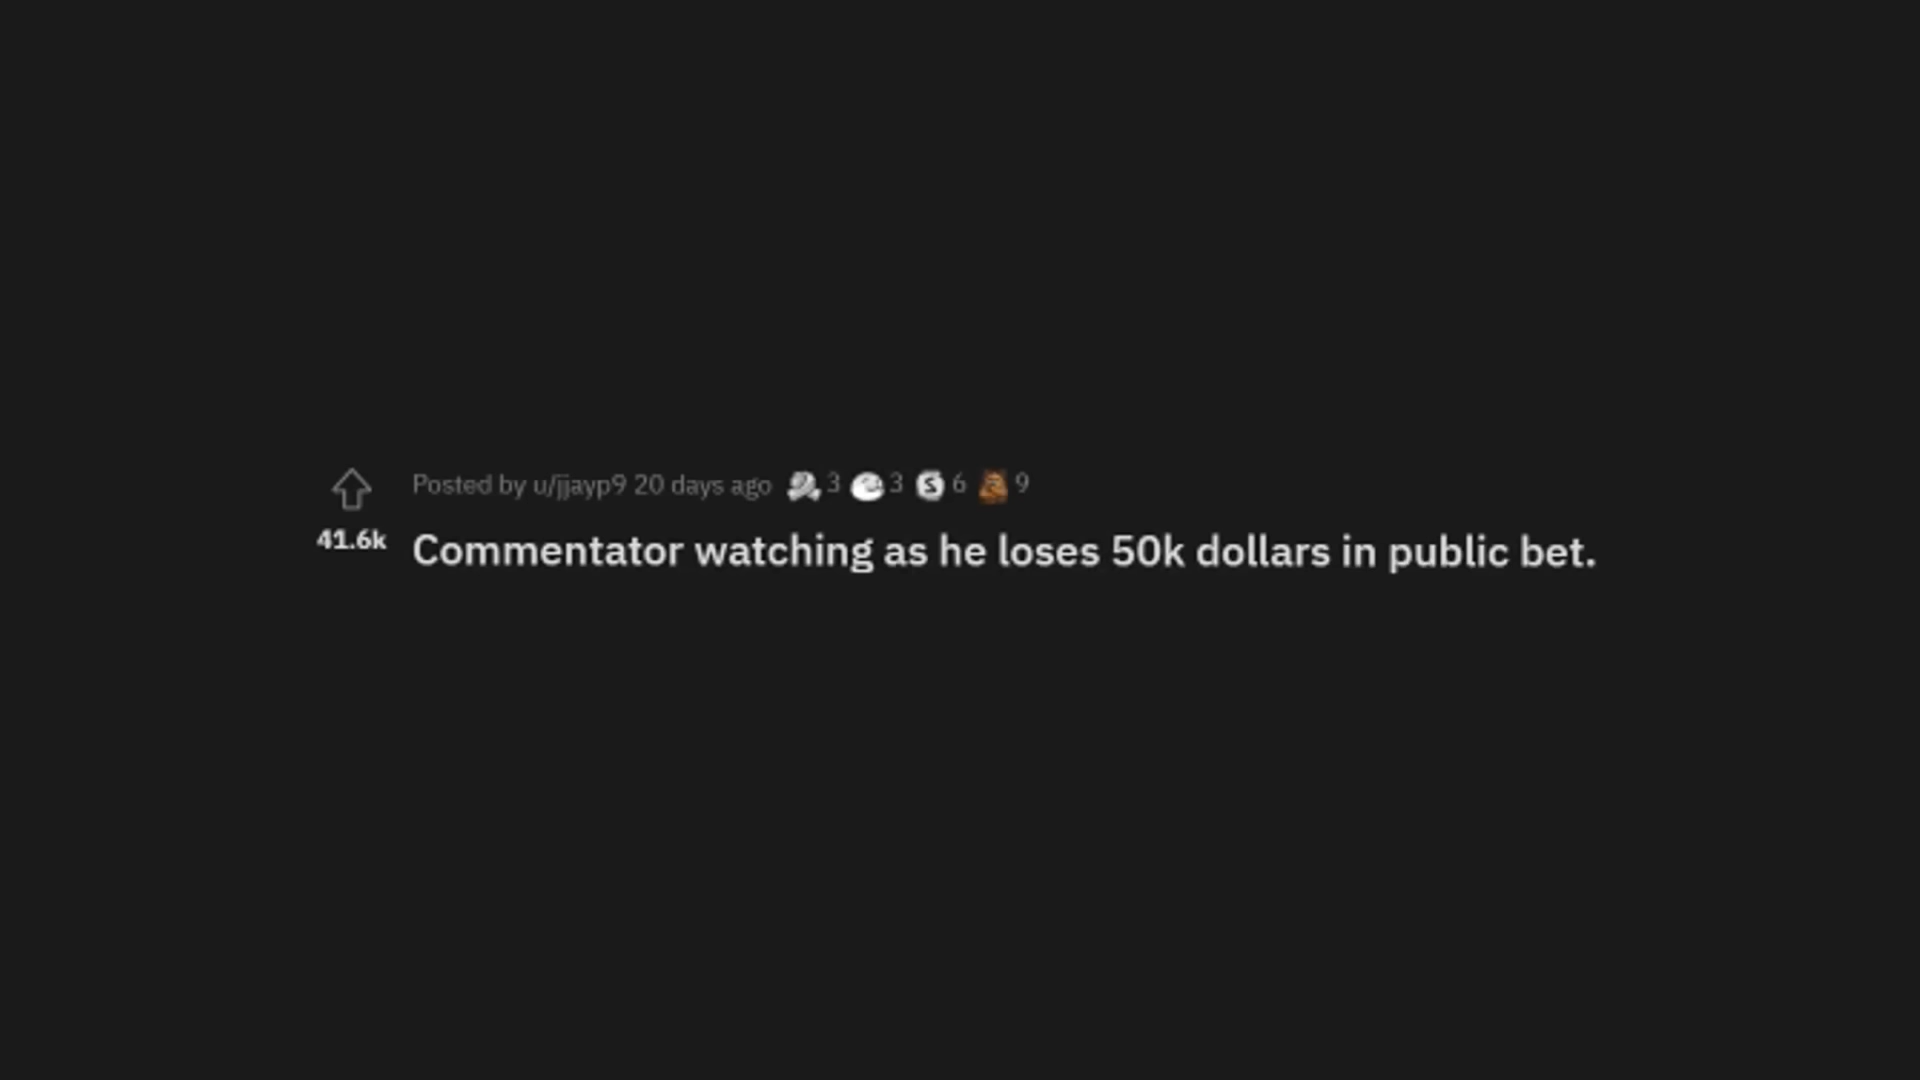 Posted by u/jjayp9 20 days ago 3 3 S 6 9
41.6k Commentator watching as he loses 50k dollars in public bet.